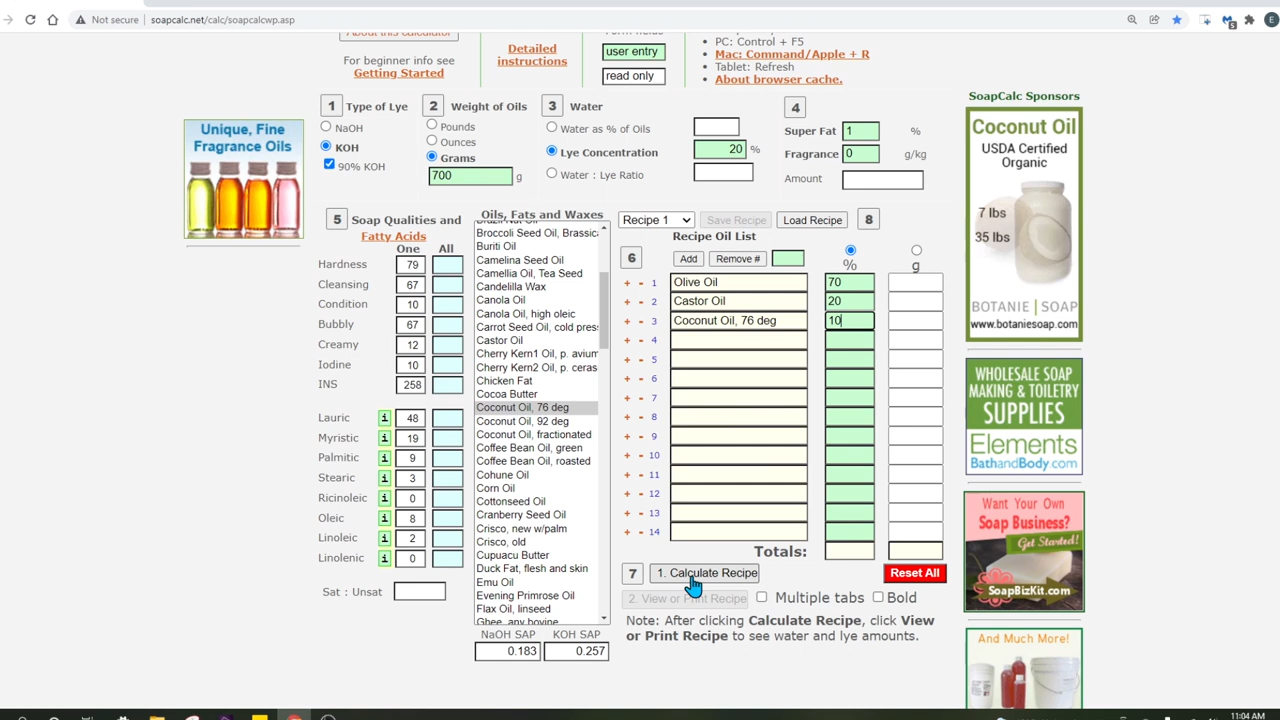 Not secure
soapcalc.net/calc/soapcalcwp.asp
About this calculator
For beginner info see
Getting Started
Detailed
instructions
Form fields
user entry
read only
• PC: Control + F5
• Mac: Command/Apple + R
• Tablet: Refresh
• About browser cache.
1 Type of Lye
NaOH
KOH
90% KOH
2 Weight of Oils
Pounds
Ounces
Grams
700 g
3 Water
Water as % of Oils
Lye Concentration 20 %
Water : Lye Ratio
4
Super Fat 1 %
Fragrance 0 g/kg
Amount
Unique, Fine
Fragrance Oils
5 Soap Qualities and
Fatty Acids
One All
Hardness 79
Cleansing 67
Condition 10
Bubbly 67
Creamy 12
Iodine 10
INS 258
Lauric i 48
Myristic i 19
Palmitic i 9
Stearic i 3
Ricinoleic i 0
Oleic i 8
Linoleic i 2
Linolenic i 0
Sat : Unsat
Oils, Fats and Waxes
Brazil Nut Oil
Broccoli Seed Oil, Brassica
Buriti Oil
Camelina Seed Oil
Camellia Oil, Tea Seed
Candelilla Wax
Canola Oil
Canola Oil, high oleic
Carrot Seed Oil, cold press
Castor Oil
Cherry Kern1 Oil, p. avium
Cherry Kern2 Oil, p. ceras
Chicken Fat
Cocoa Butter
Coconut Oil, 76 deg
Coconut Oil, 92 deg
Coconut Oil, fractionated
Coffee Bean Oil, green
Coffee Bean Oil, roasted
Cohune Oil
Corn Oil
Cottonseed Oil
Cranberry Seed Oil
Crisco, new w/palm
Crisco, old
Cupuacu Butter
Duck Fat, flesh and skin
Emu Oil
Evening Primrose Oil
Flax Oil, linseed
Ghee, any bovine
NaOH SAP KOH SAP
0.183 0.257
Recipe 1 Save Recipe Load Recipe 8
Recipe Oil List
6 Add Remove # % g
+ - 1 Olive Oil 70
+ - 2 Castor Oil 20
+ - 3 Coconut Oil, 76 deg 10
+ - 4
+ - 5
+ - 6
+ - 7
+ - 8
+ - 9
+ - 10
+ - 11
+ - 12
+ - 13
+ - 14
Totals:
7 1. Calculate Recipe Reset All
2. View or Print Recipe Multiple tabs Bold
Note: After clicking Calculate Recipe, click View
or Print Recipe to see water and lye amounts.
SoapCalc Sponsors
Coconut Oil
USDA Certified
Organic
7 lbs
35 lbs
BOTANIE | SOAP
www.botaniesoap.com
WHOLESALE SOAP
MAKING & TOILETRY
SUPPLIES
Elements
BathandBody.com
Want Your Own
Soap Business?
Get Started!
SoapBizKit.com
And Much More!
11:04 AM